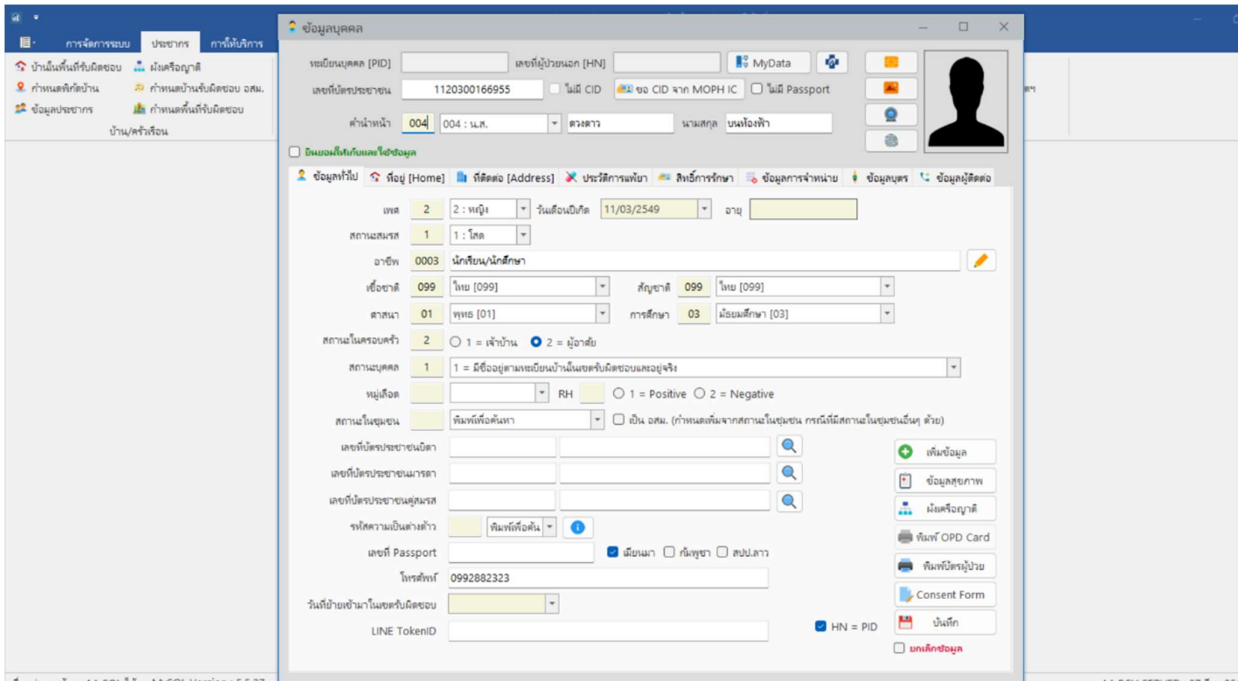 ข้อมูลบุคคล
การจัดการระบบ ประชากร การให้บริการ
บ้านในพื้นที่รับผิดชอบ ผังเครือญาติ
กำหนดพิกัดบ้าน กำหนดบ้านรับผิดชอบ อสม.
ข้อมูลประชากร กำหนดพื้นที่รับผิดชอบ
บ้าน/ครัวเรือน
ทะเบียนบุคคล [PID] เลขที่ผู้ป่วยนอก [HN] MyData
เลขที่บัตรประชาชน 1120300166955 ไม่มี CID ขอ CID จาก MOPH IC ไม่มี Passport
คำนำหน้า 004 004 : น.ส. ดวงดาว นามสกุล บนท้องฟ้า
ยินยอมให้เก็บและใช้ข้อมูล
ข้อมูลทั่วไป ที่อยู่ [Home] ที่ติดต่อ [Address] ประวัติการแพ้ยา สิทธิ์การรักษา ข้อมูลการจำหน่าย ข้อมูลบุตร ข้อมูลผู้ติดต่อ
เพศ 2 2 : หญิง วันเดือนปีเกิด 11/03/2549 อายุ
สถานะสมรส 1 1 : โสด
อาชีพ 0003 นักเรียน/นักศึกษา
เชื้อชาติ 099 ไทย [099] สัญชาติ 099 ไทย [099]
ศาสนา 01 พุทธ [01] การศึกษา 03 มัธยมศึกษา [03]
สถานะในครอบครัว 2 1 = เจ้าบ้าน 2 = ผู้อาศัย
สถานะบุคคล 1 1 = มีชื่ออยู่ตามทะเบียนบ้านในเขตรับผิดชอบและอยู่จริง
หมู่เลือด RH 1 = Positive 2 = Negative
สถานะในชุมชน พิมพ์เพื่อค้นหา เป็น อสม. (กำหนดเพิ่มจากสถานะในชุมชน กรณีที่มีสถานะในชุมชนอื่นๆ ด้วย)
เลขที่บัตรประชาชนบิดา
เพิ่มข้อมูล
เลขที่บัตรประชาชนมารดา
ข้อมูลสุขภาพ
เลขที่บัตรประชาชนคู่สมรส
ผังเครือญาติ
รหัสความเป็นต่างด้าว พิมพ์เพื่อค้น
พิมพ์ OPD Card
เลขที่ Passport เมียนมา กัมพูชา สปป.ลาว
พิมพ์บัตรผู้ป่วย
โทรศัพท์ 0992882323
Consent Form
วันที่ย้ายเข้ามาในเขตรับผิดชอบ
บันทึก
LINE TokenID HN = PID
ยกเลิกข้อมูล